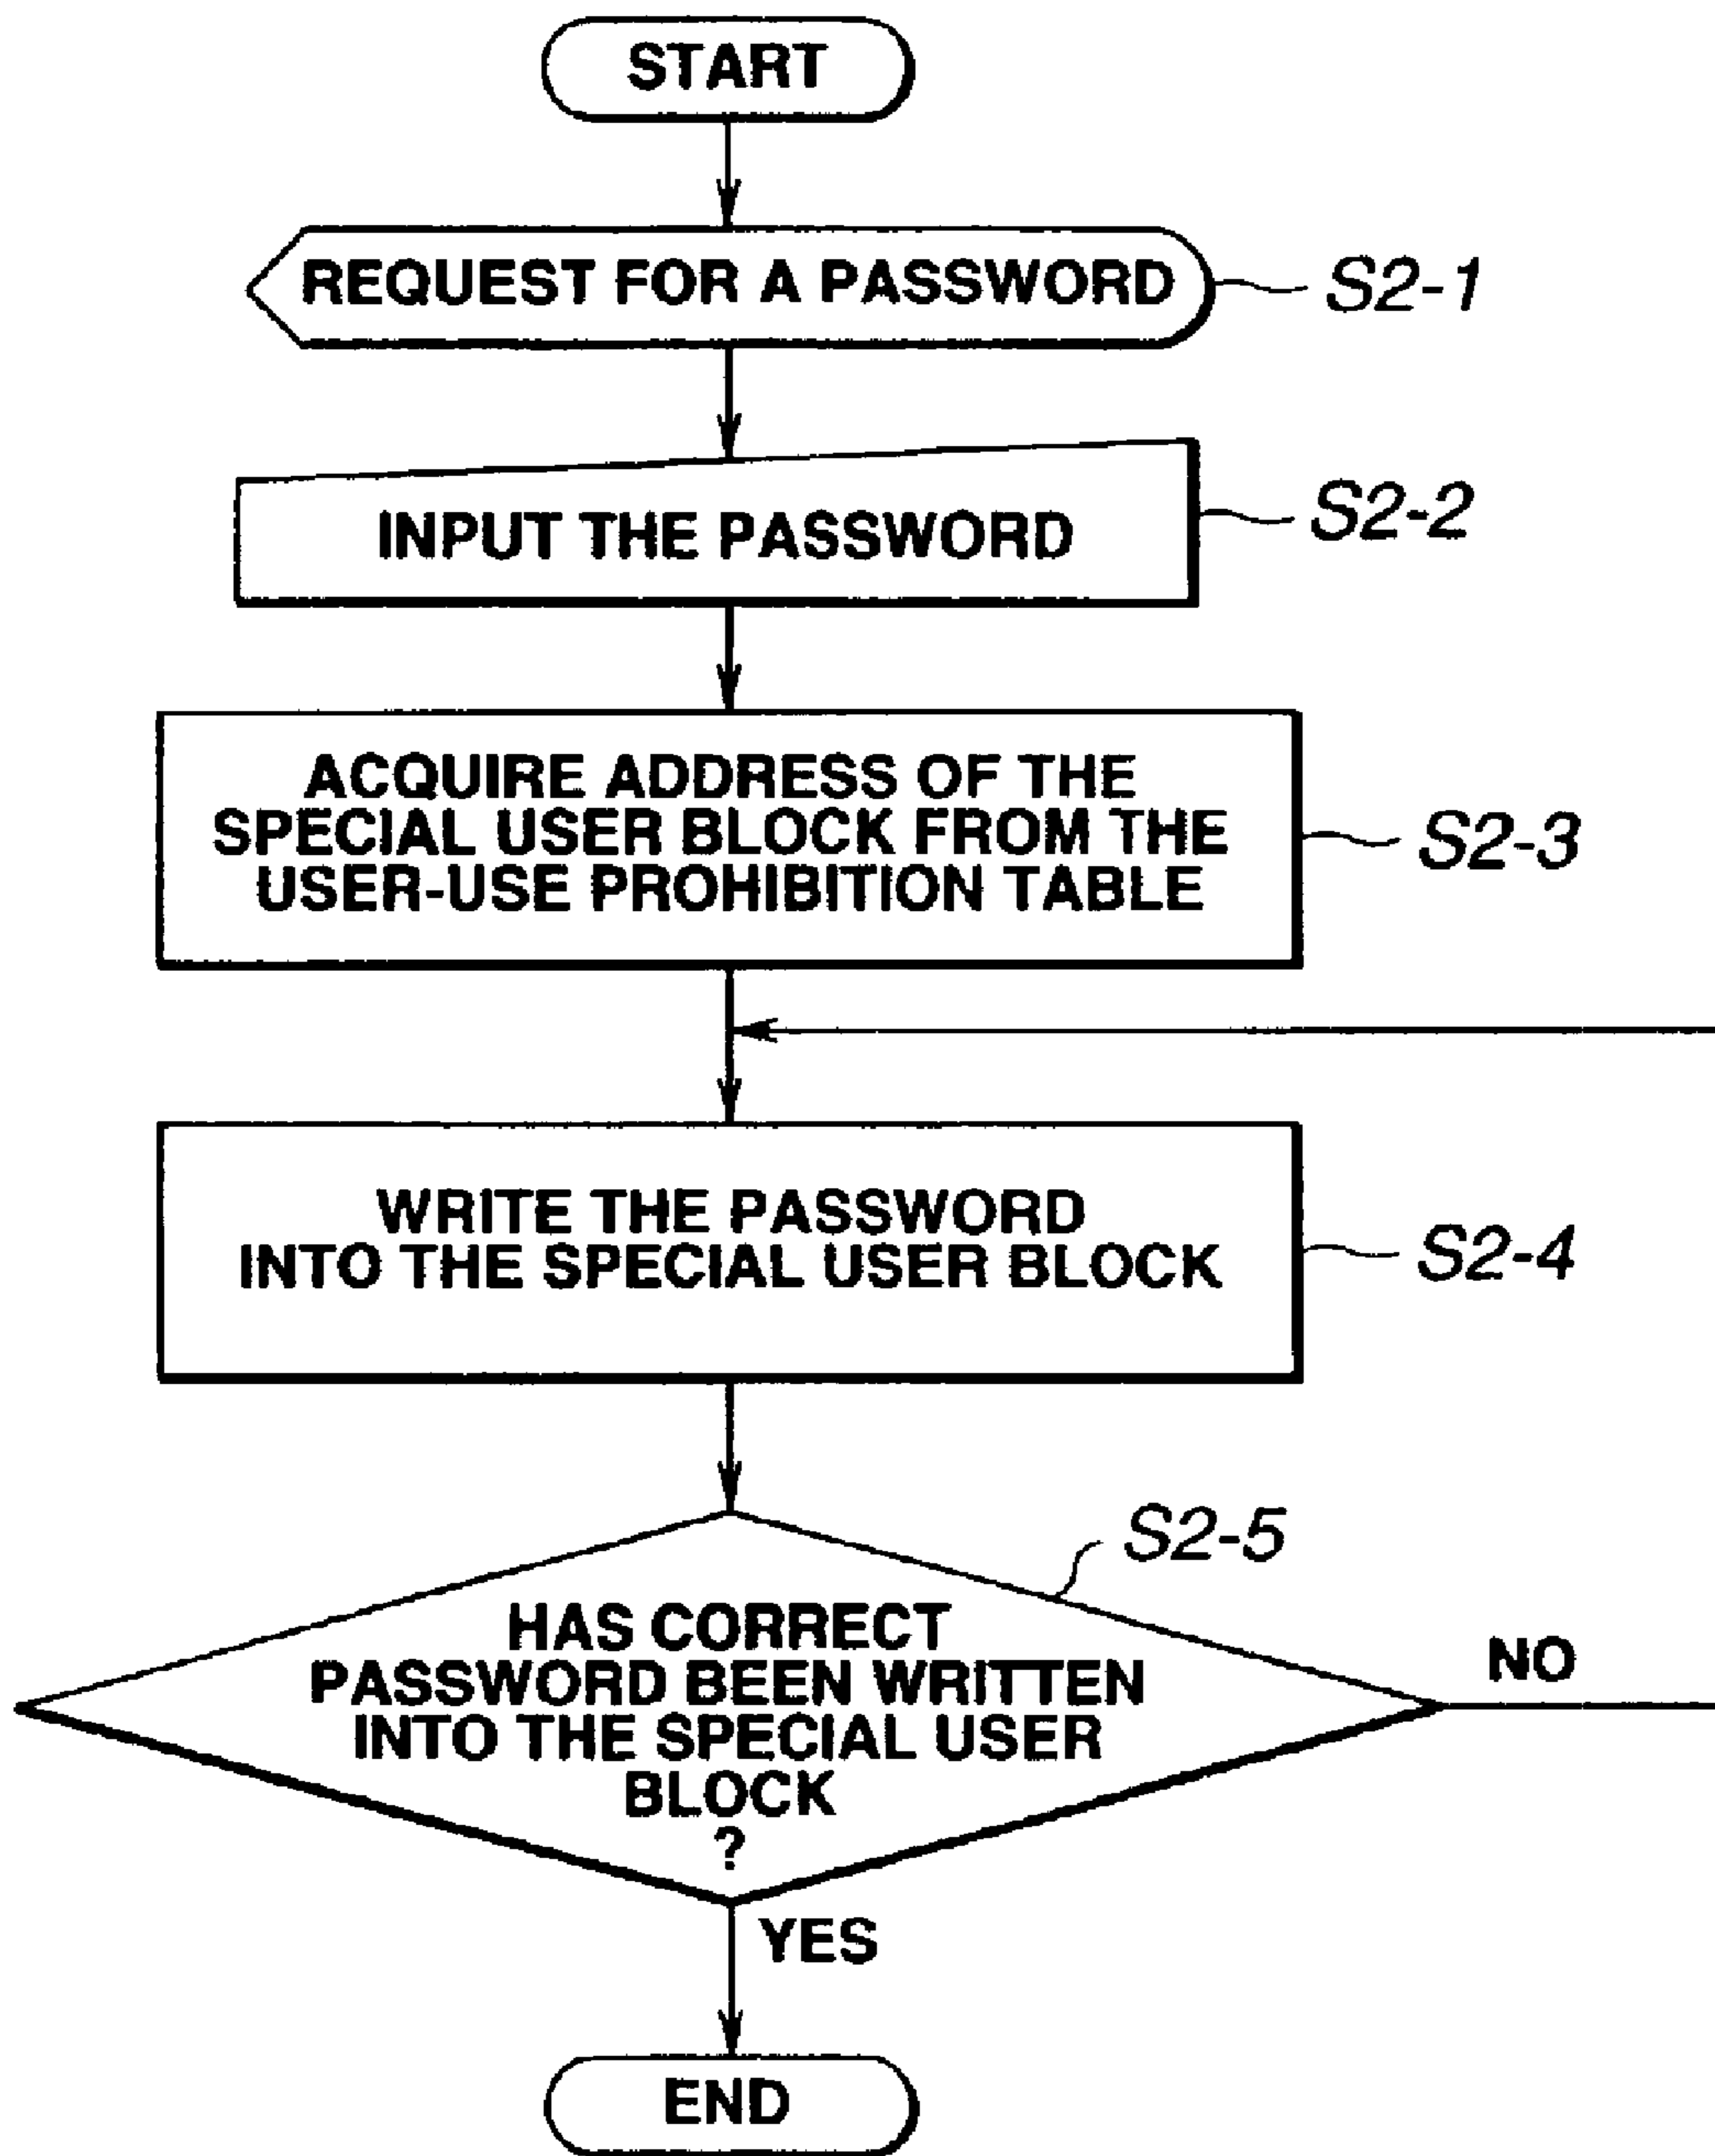 START
REQUEST FOR A PASSWORD
S2-1
INPUT THE PASSWORD
S2-2
ACQUIRE ADDRESS OF THE
SPECIAL USER BLOCK FROM THE
USER-USE PROHIBITION TABLE
S2-3
WRITE THE PASSWORD
INTO THE SPECIAL USER BLOCK
S2-4
S2-5
HAS CORRECT
PASSWORD BEEN WRITTEN
INTO THE SPECIAL USER
BLOCK
?
NO
YES
END